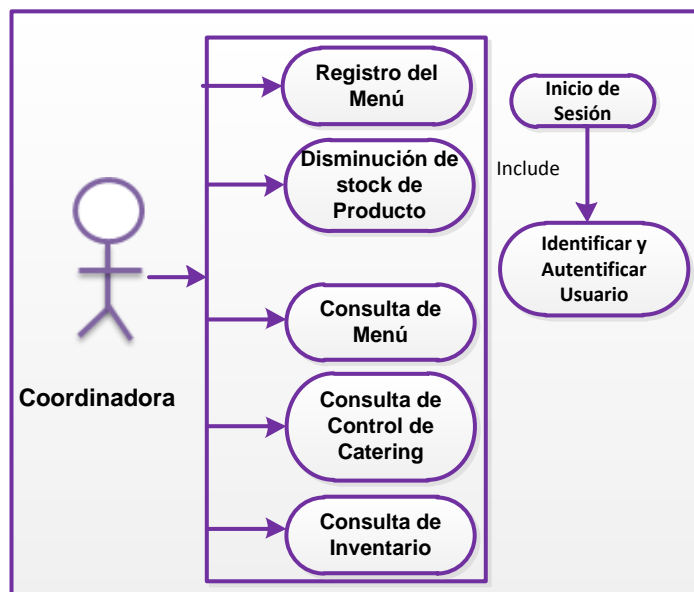 Registro del
Menú
Disminución de
stock de
Producto
Consulta de
Menú
Consulta de
Control de
Catering
Consulta de
Inventario
Coordinadora
Inicio de
Sesión
Include
Identificar y
Autentificar
Usuario